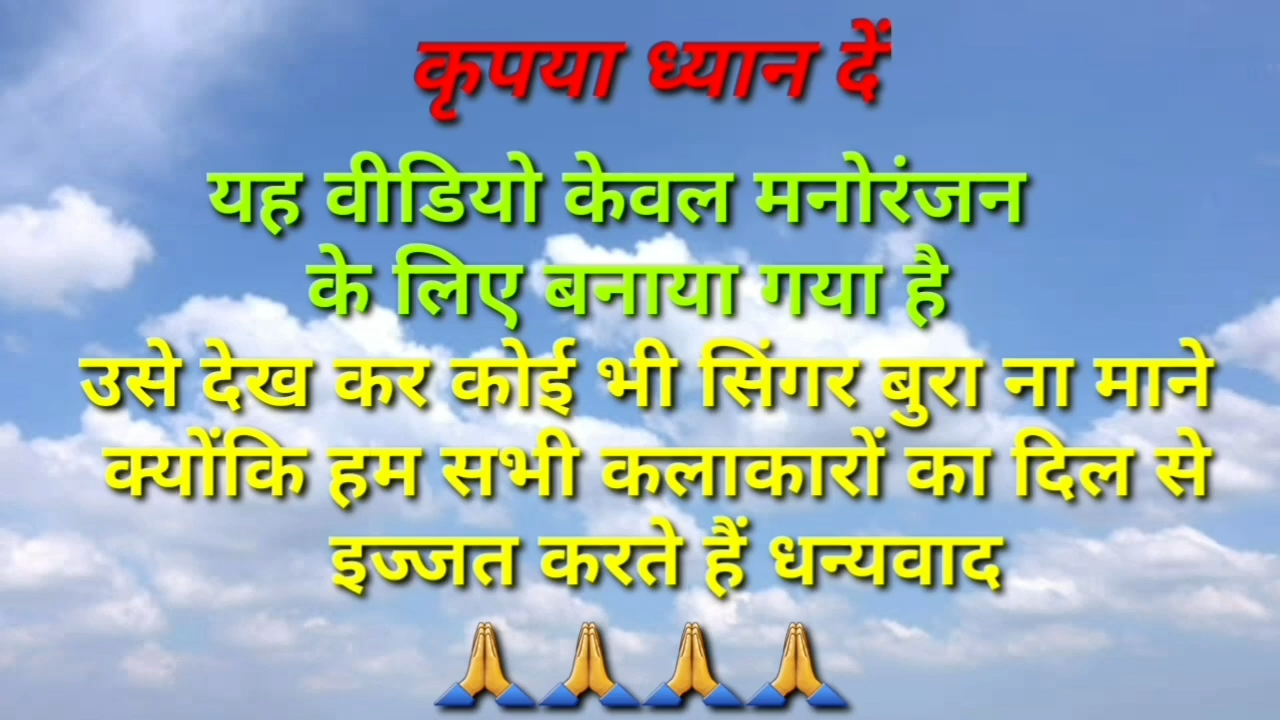 कृपया ध्यान दें
यह वीडियो केवल मनोरंजन
के लिए बनाया गया है
उसे देख कर कोई भी सिंगर बुरा ना माने
क्योंकि हम सभी कलाकारों का दिल से
इज्जत करते हैं धन्यवाद
🙏🙏🙏🙏